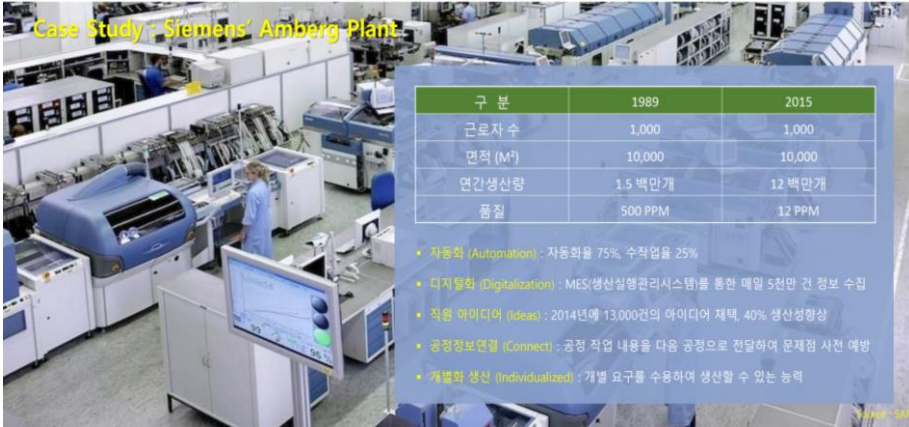 Case Study : Siemens' Amberg Plant
구 분 1989 2015
근로자 수 1,000 1,000
면적 (M²) 10,000 10,000
연간생산량 1.5 백만개 12 백만개
품질 500 PPM 12 PPM
• 자동화 (Automation) : 자동화율 75%, 수작업율 25%
• 디지털화 (Digitalization) : MES(생산실행관리시스템)를 통한 매일 5천만 건 정보 수집
• 직원 아이디어 (Ideas) : 2014년에 13,000건의 아이디어 채택, 40% 생산성향상
• 공정정보연결 (Connect) : 공정 작업 내용을 다음 공정으로 전달하여 문제점 사전 예방
• 개별화 생산 (Individualized) : 개별 요구를 수용하여 생산할 수 있는 능력
99
96 %
Source : SAP